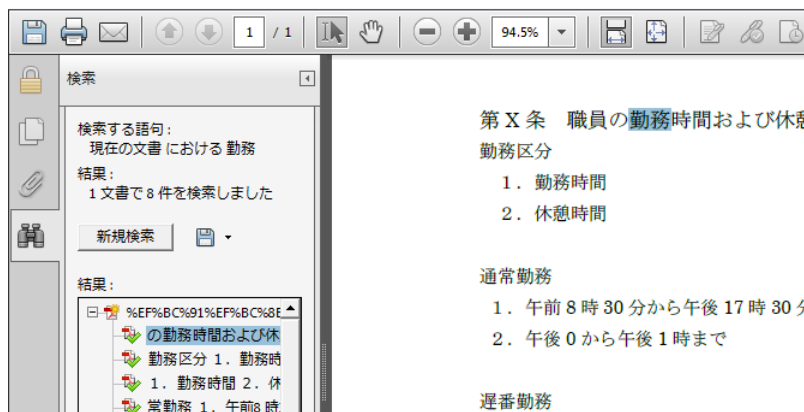 1 / 1
94.5%
検索
検索する語句:
現在の文書 における 勤務
結果:
1 文書で 8 件を検索しました
新規検索
結果:
%EF%BC%91%EF%BC%8E
の勤務時間および休
勤務区分 1. 勤務時
1. 勤務時間 2. 休
常勤務 1. 午前8 時
第 X 条 職員の勤務時間および休憩
勤務区分
1. 勤務時間
2. 休憩時間
通常勤務
1. 午前 8 時 30 分から午後 17 時 30 分
2. 午後 0 から午後 1 時まで
遅番勤務